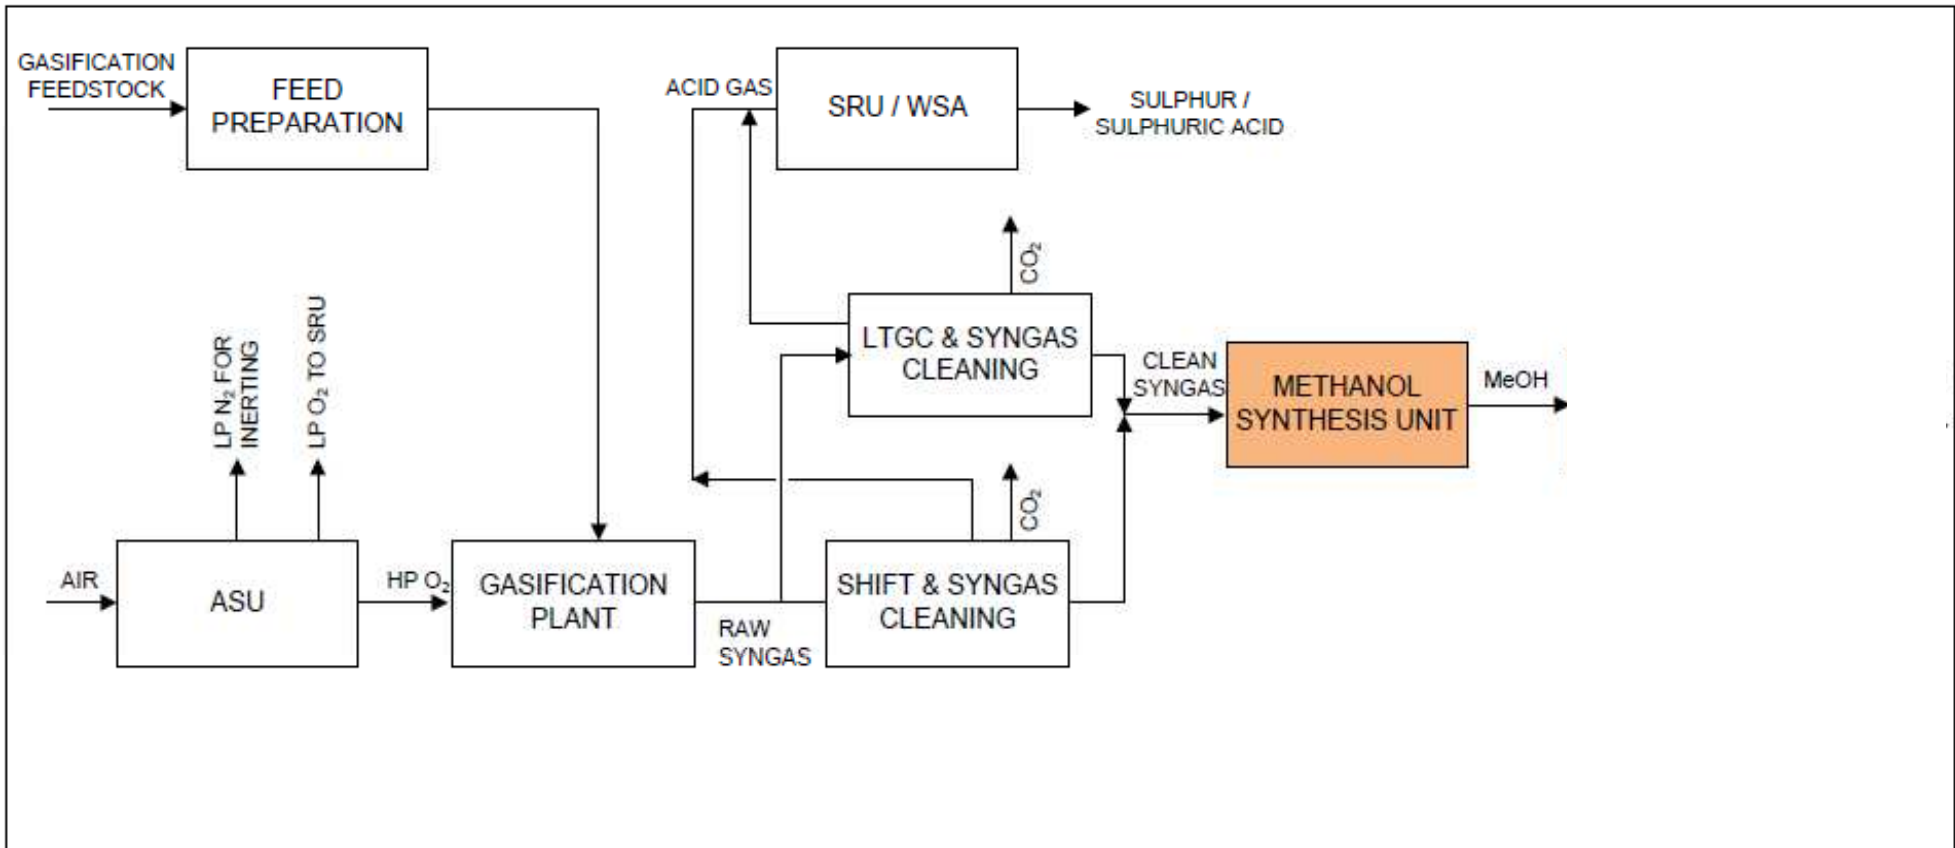 GASIFICATION
FEEDSTOCK
FEED
PREPARATION
ACID GAS
SRU / WSA
SULPHUR /
SULPHURIC ACID
CO₂
LTGC & SYNGAS
CLEANING
CLEAN
SYNGAS
METHANOL
SYNTHESIS UNIT
MeOH
LP N₂ FOR
INERTING
LP O₂ TO SRU
CO₂
AIR
ASU
HP O₂
GASIFICATION
PLANT
RAW
SYNGAS
SHIFT & SYNGAS
CLEANING